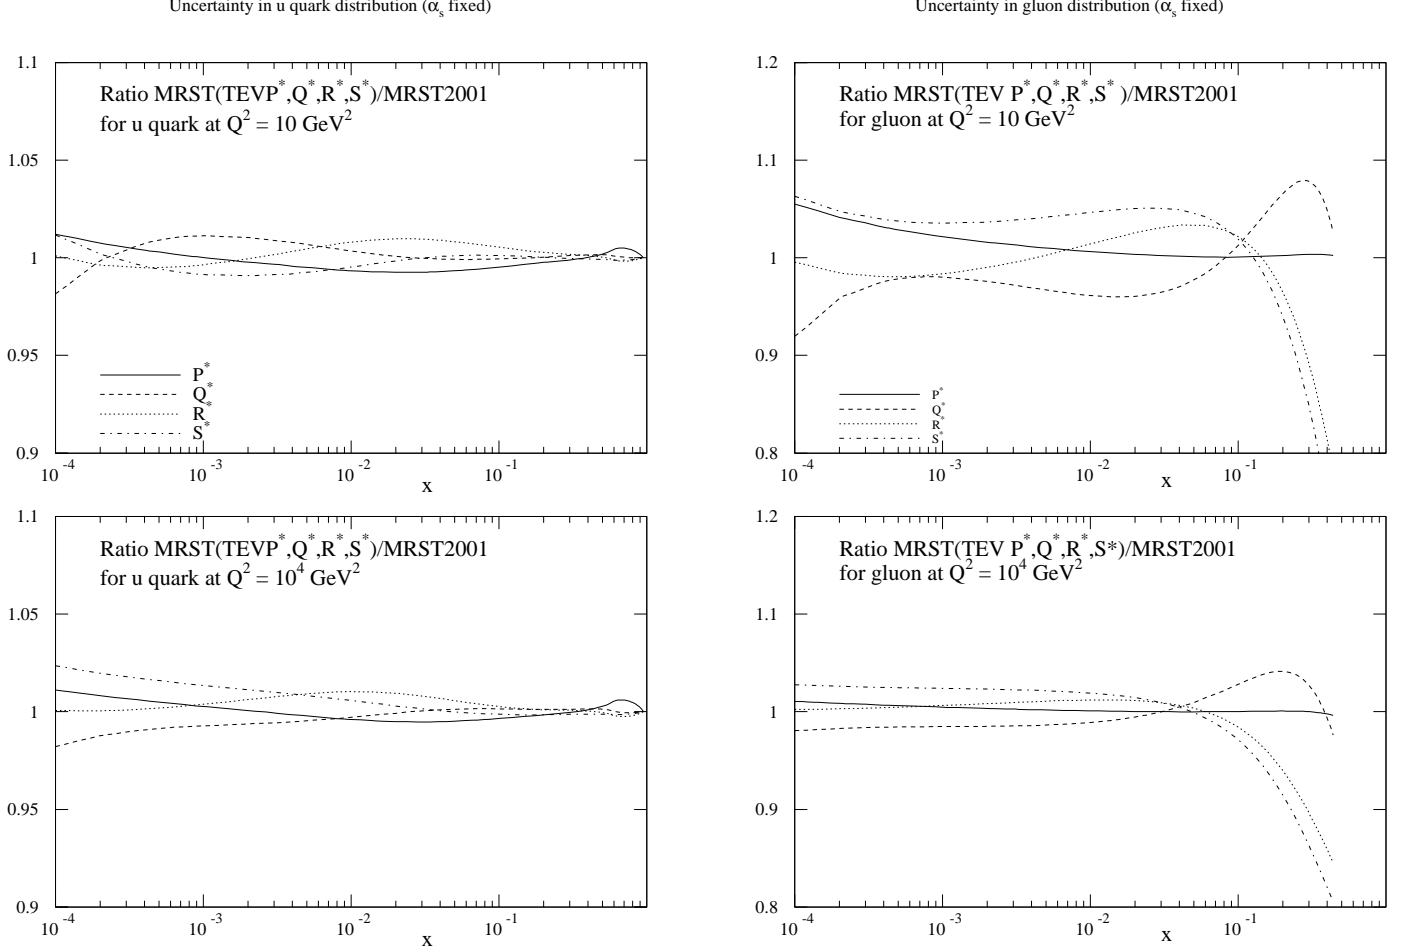 Uncertainty in u quark distribution (αs fixed)
Uncertainty in gluon distribution (αs fixed)
1.1
1.05
1
0.95
0.9
Ratio MRST(TEVP*,Q*,R*,S*)/MRST2001
for u quark at Q² = 10 GeV²
P*
Q*
R*
S*
10⁻⁴ 10⁻³ 10⁻² 10⁻¹
x
1.2
1.1
1
0.9
0.8
Ratio MRST(TEV P*,Q*,R*,S* )/MRST2001
for gluon at Q² = 10 GeV²
P*
Q*
R*
S*
10⁻⁴ 10⁻³ 10⁻² 10⁻¹
x
1.1
1.05
1
0.95
0.9
Ratio MRST(TEVP*,Q*,R*,S*)/MRST2001
for u quark at Q² = 10⁴ GeV²
10⁻⁴ 10⁻³ 10⁻² 10⁻¹
x
1.2
1.1
1
0.9
0.8
Ratio MRST(TEV P*,Q*,R*,S*)/MRST2001
for gluon at Q² = 10⁴ GeV²
10⁻⁴ 10⁻³ 10⁻² 10⁻¹
x